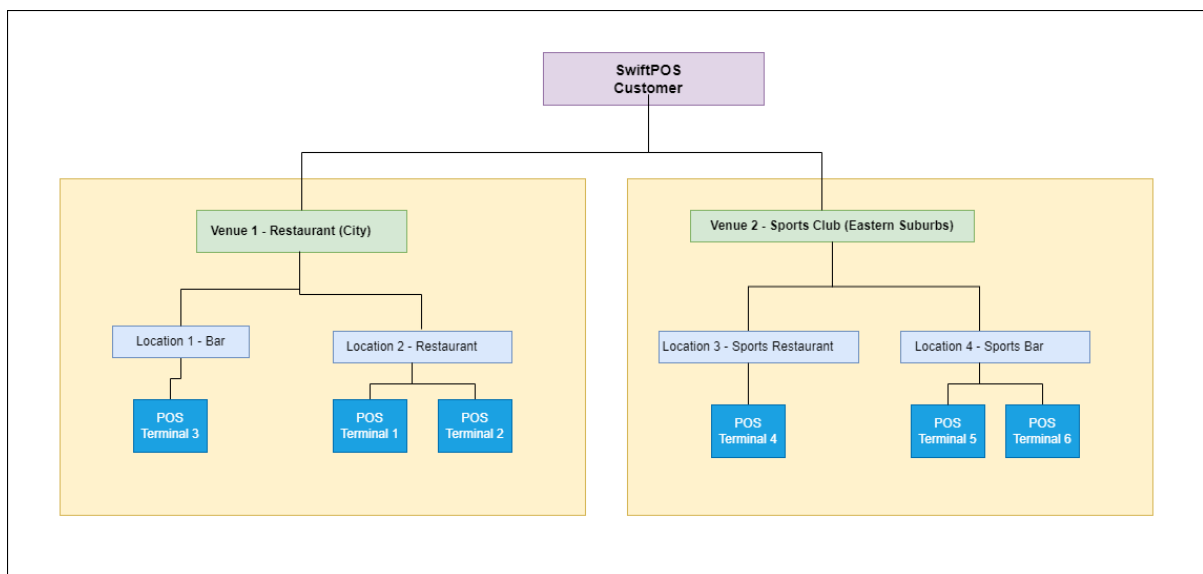 SwiftPOS
Customer
Venue 1 - Restaurant (City)
Venue 2 - Sports Club (Eastern Suburbs)
Location 1 - Bar
Location 2 - Restaurant
Location 3 - Sports Restaurant
Location 4 - Sports Bar
POS
Terminal 3
POS
Terminal 1
POS
Terminal 2
POS
Terminal 4
POS
Terminal 5
POS
Terminal 6